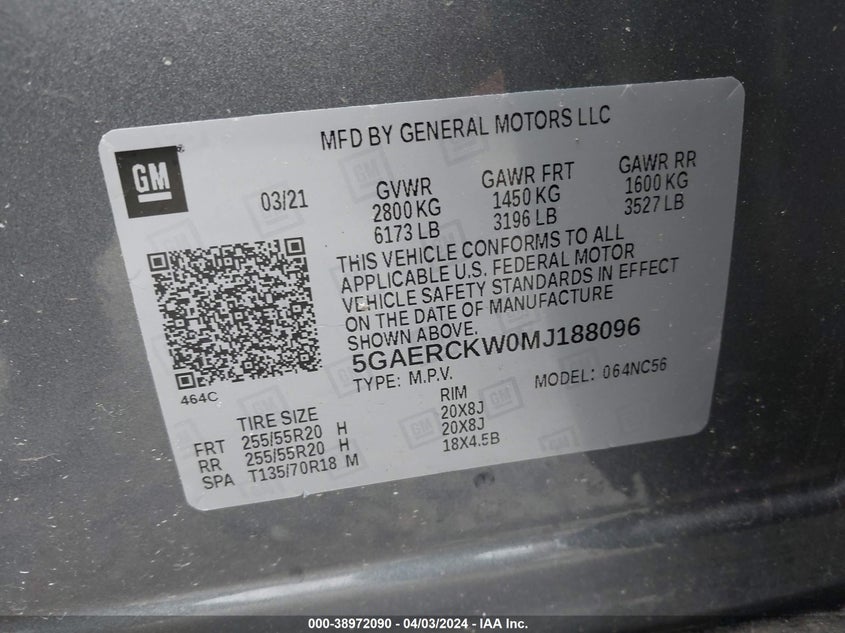 MFD BY GENERAL MOTORS LLC
GM
03/21
GVWR
2800 KG
6173 LB
GAWR FRT
1450 KG
3196 LB
GAWR RR
1600 KG
3527 LB
THIS VEHICLE CONFORMS TO ALL
APPLICABLE U.S. FEDERAL MOTOR
VEHICLE SAFETY STANDARDS IN EFFECT
ON THE DATE OF MANUFACTURE
SHOWN ABOVE.
5GAERCKW0MJ188096
TYPE: M.P.V. MODEL: 064NC56
464C
TIRE SIZE RIM
FRT 255/55R20 H 20X8J
RR 255/55R20 H 20X8J
SPA T135/70R18 M 18X4.5B
000-38972090 - 04/03/2024 - IAA Inc.